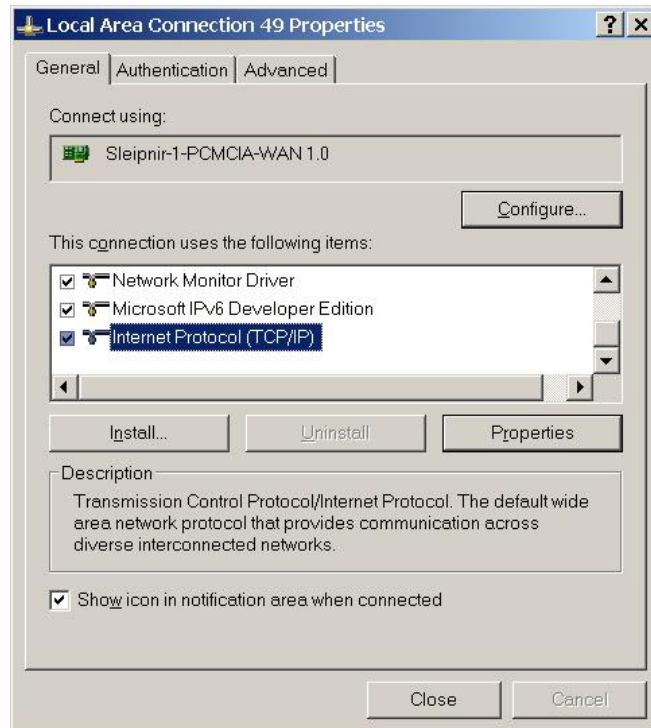 Local Area Connection 49 Properties
General Authentication Advanced
Connect using:
Sleipnir-1-PCMCIA-WAN 1.0
Configure...
This connection uses the following items:
Network Monitor Driver
Microsoft IPv6 Developer Edition
Internet Protocol (TCP/IP)
Install... Uninstall Properties
Description
Transmission Control Protocol/Internet Protocol. The default wide
area network protocol that provides communication across
diverse interconnected networks.
Show icon in notification area when connected
Close Cancel